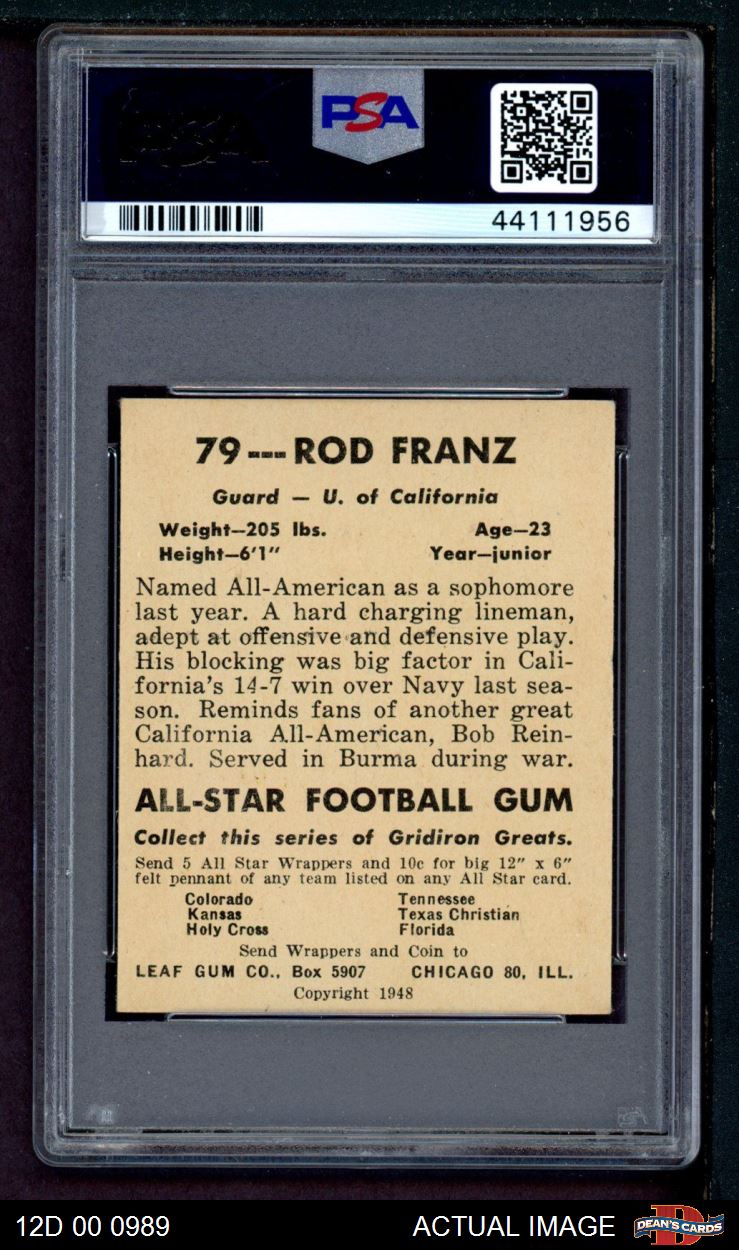 PSA
44111956
79---ROD FRANZ
Guard — U. of California
Weight—205 lbs. Age—23
Height—6'1" Year—junior
Named All-American as a sophomore
last year. A hard charging lineman,
adept at offensive and defensive play.
His blocking was big factor in Cali-
fornia's 14-7 win over Navy last sea-
son. Reminds fans of another great
California All-American, Bob Rein-
hard. Served in Burma during war.
ALL-STAR FOOTBALL GUM
Collect this series of Gridiron Greats.
Send 5 All Star Wrappers and 10c for big 12" x 6"
felt pennant of any team listed on any All Star card.
Colorado Tennessee
Kansas Texas Christian
Holy Cross Florida
Send Wrappers and Coin to
LEAF GUM CO., Box 5907 CHICAGO 80, ILL.
Copyright 1948
12D 00 0989 ACTUAL IMAGE DEAN'S CARDS